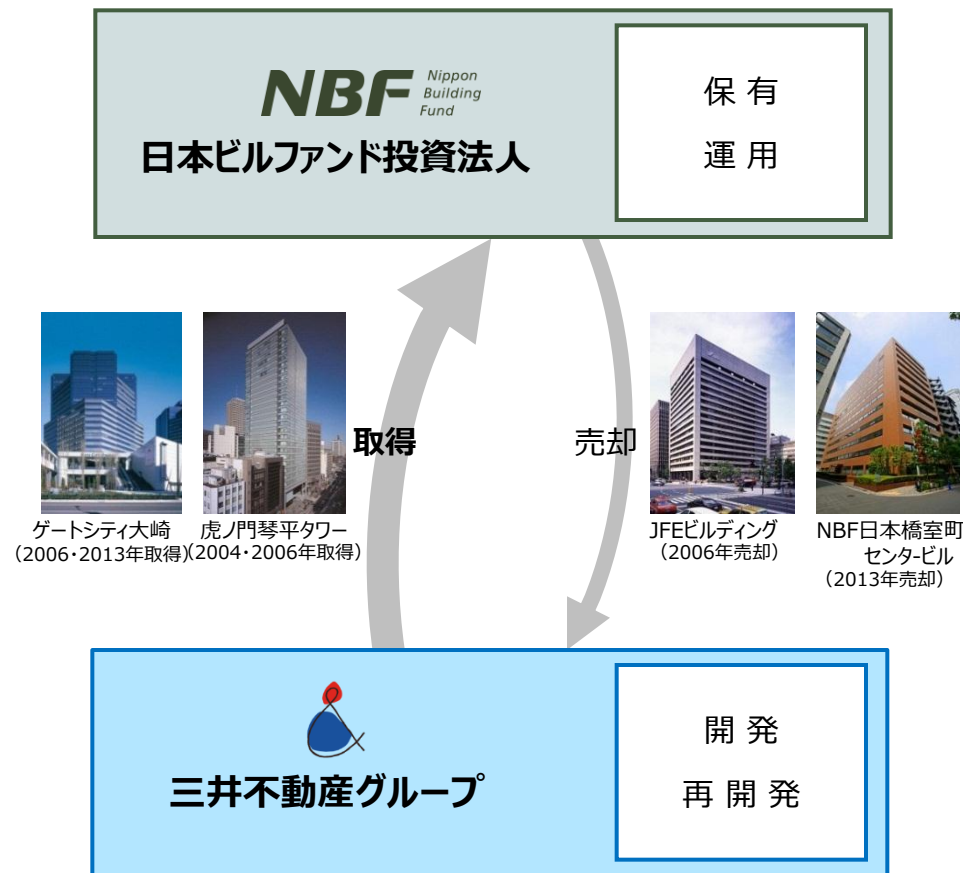 NBF Nippon
Building
Fund
日本ビルファンド投資法人
保有
運用
取得
売却
ゲートシティ大崎
(2006・2013年取得)
虎ノ門琴平タワー
(2004・2006年取得)
JFEビルディング
(2006年売却)
NBF日本橋室町
センタービル
(2013年売却)
三井不動産グループ
開発
再開発